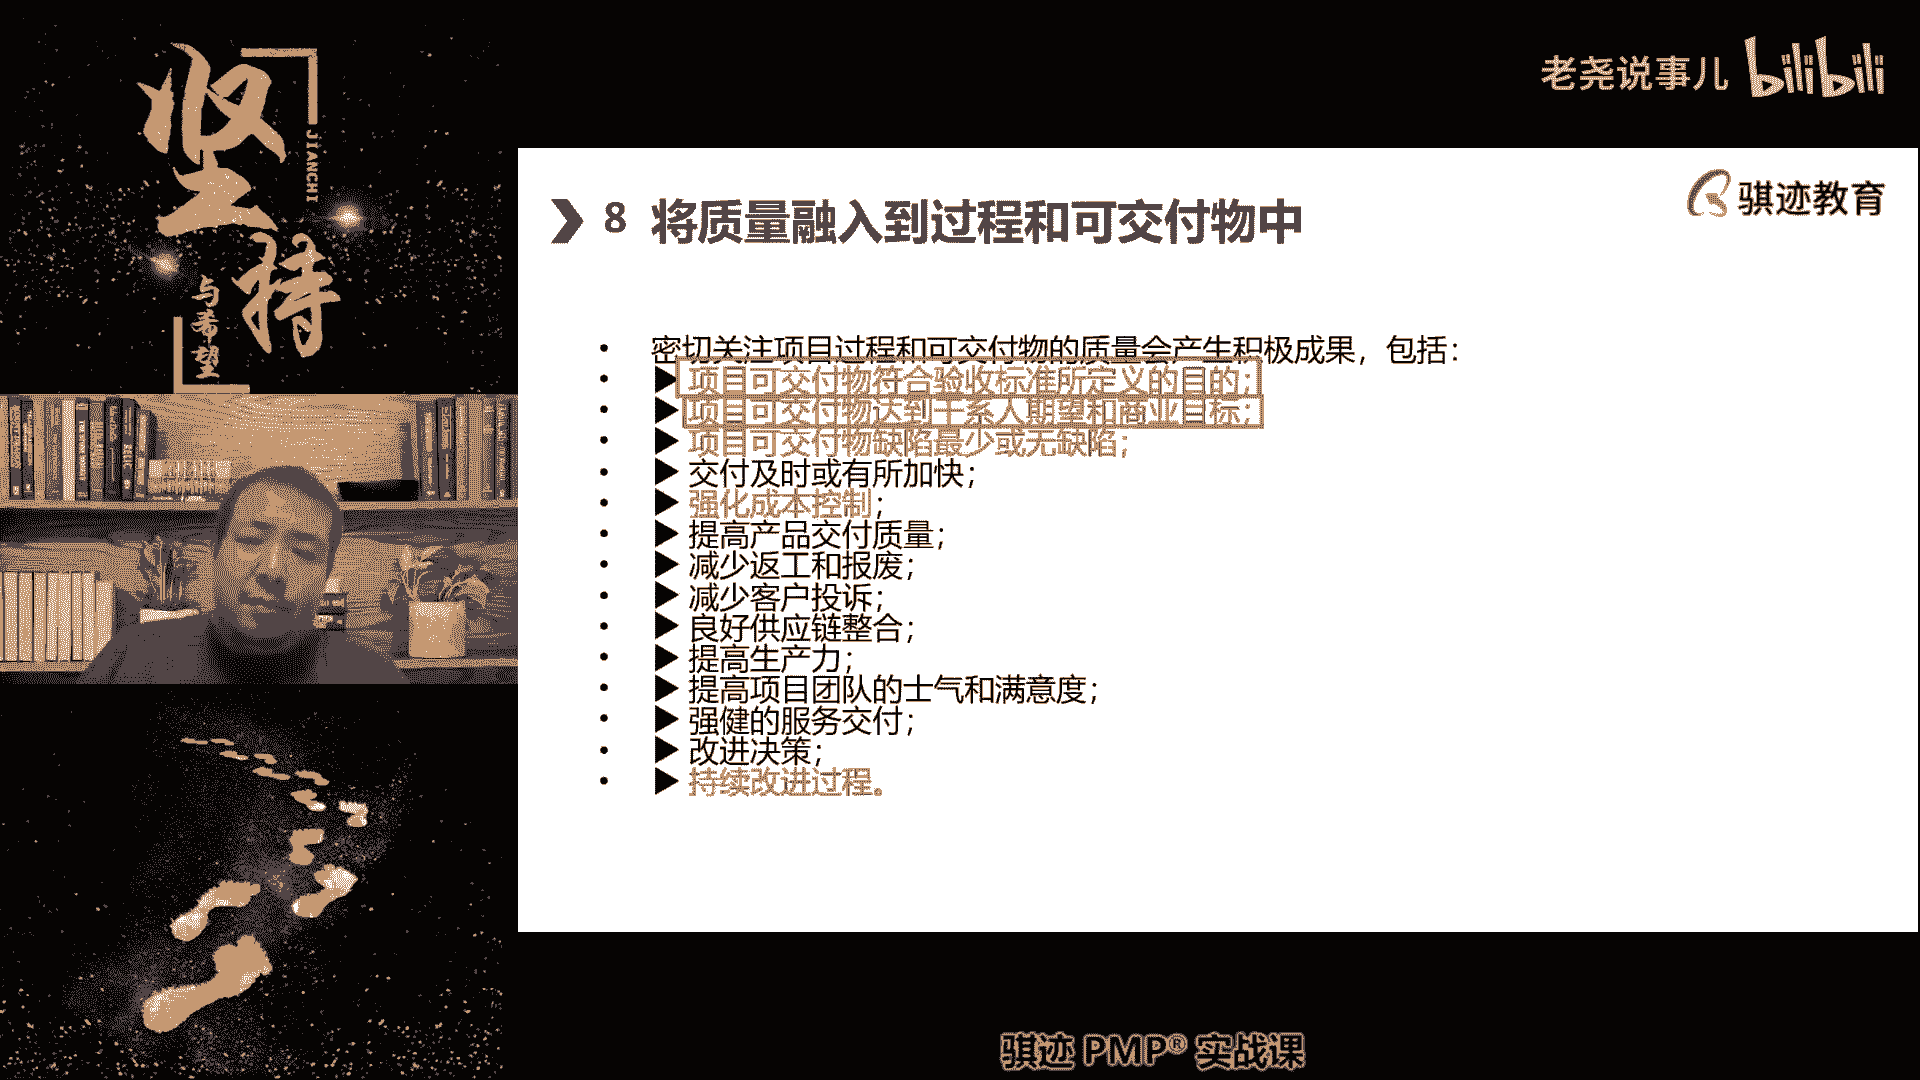 坚持
JIANCHI
与希望
老尧说事儿 bilibili
骐迹教育
8 将质量融入到过程和可交付物中
• 密切关注项目过程和可交付物的质量会产生积极成果，包括：
• ▶ 项目可交付物符合验收标准所定义的目的；
• ▶ 项目可交付物达到干系人期望和商业目标；
• ▶ 项目可交付物缺陷最少或无缺陷；
• ▶ 交付及时或有所加快；
• ▶ 强化成本控制；
• ▶ 提高产品交付质量；
• ▶ 减少返工和报废；
• ▶ 减少客户投诉；
• ▶ 良好供应链整合；
• ▶ 提高生产力；
• ▶ 提高项目团队的士气和满意度；
• ▶ 强健的服务交付；
• ▶ 改进决策；
• ▶ 持续改进过程。
骐迹 PMP® 实战课